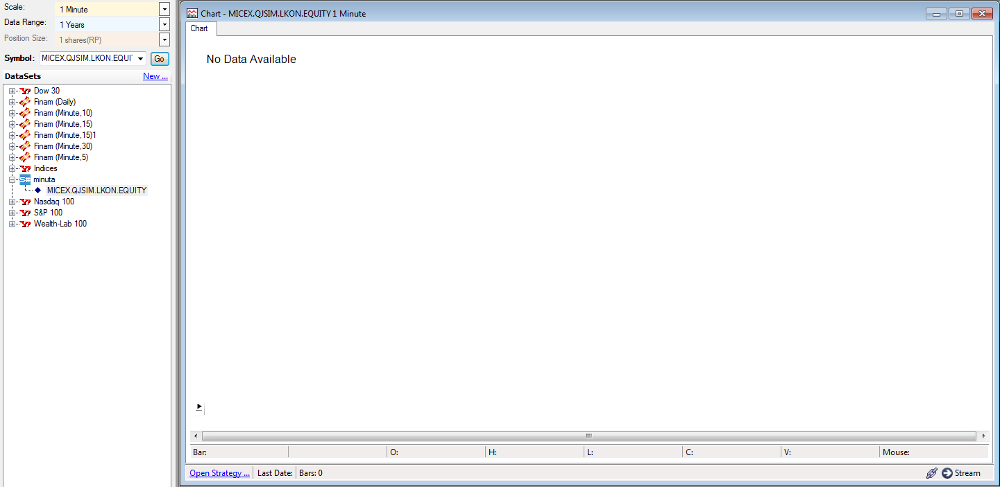 Scale:
1 Minute
Data Range:
1 Years
Position Size:
1 shares(RP)
Symbol:
MICEX.QJSIM.LKON.EQUI
Go
DataSets
New ...
Dow 30
Finam (Daily)
Finam (Minute,10)
Finam (Minute,15)
Finam (Minute,15)1
Finam (Minute,30)
Finam (Minute,5)
Indices
S#
minuta
MICEX.QJSIM.LKON.EQUITY
Nasdaq 100
S&P 100
Wealth-Lab 100
Chart - MICEX.QJSIM.LKON.EQUITY 1 Minute
Chart
No Data Available
Bar:
O:
H:
L:
C:
V:
Mouse:
Open Strategy ...
Last Date:
Bars: 0
Stream